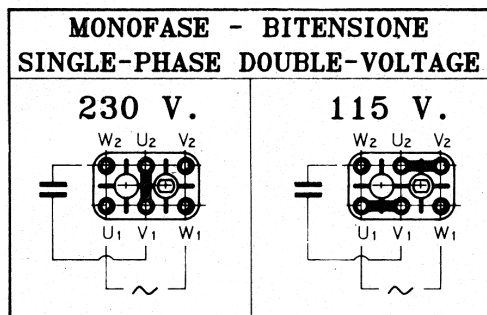 MONOFASE - BITENSIONE
SINGLE-PHASE DOUBLE-VOLTAGE
230 V.
115 V.
W2 U2 V2
W2 U2 V2
U1 V1 W1
U1 V1 W1
~
~